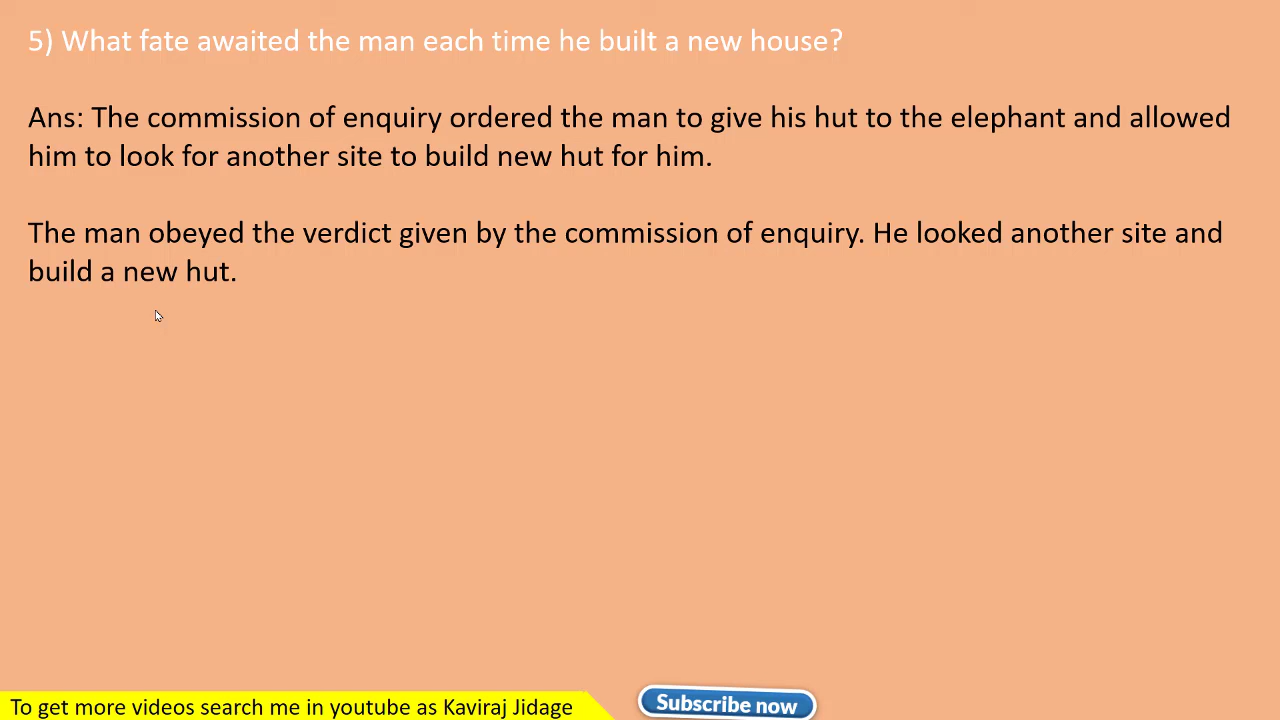 5) What fate awaited the man each time he built a new house?
Ans: The commission of enquiry ordered the man to give his hut to the elephant and allowed
him to look for another site to build new hut for him.
The man obeyed the verdict given by the commission of enquiry. He looked another site and
build a new hut.
To get more videos search me in youtube as Kaviraj Jidage
Subscribe now